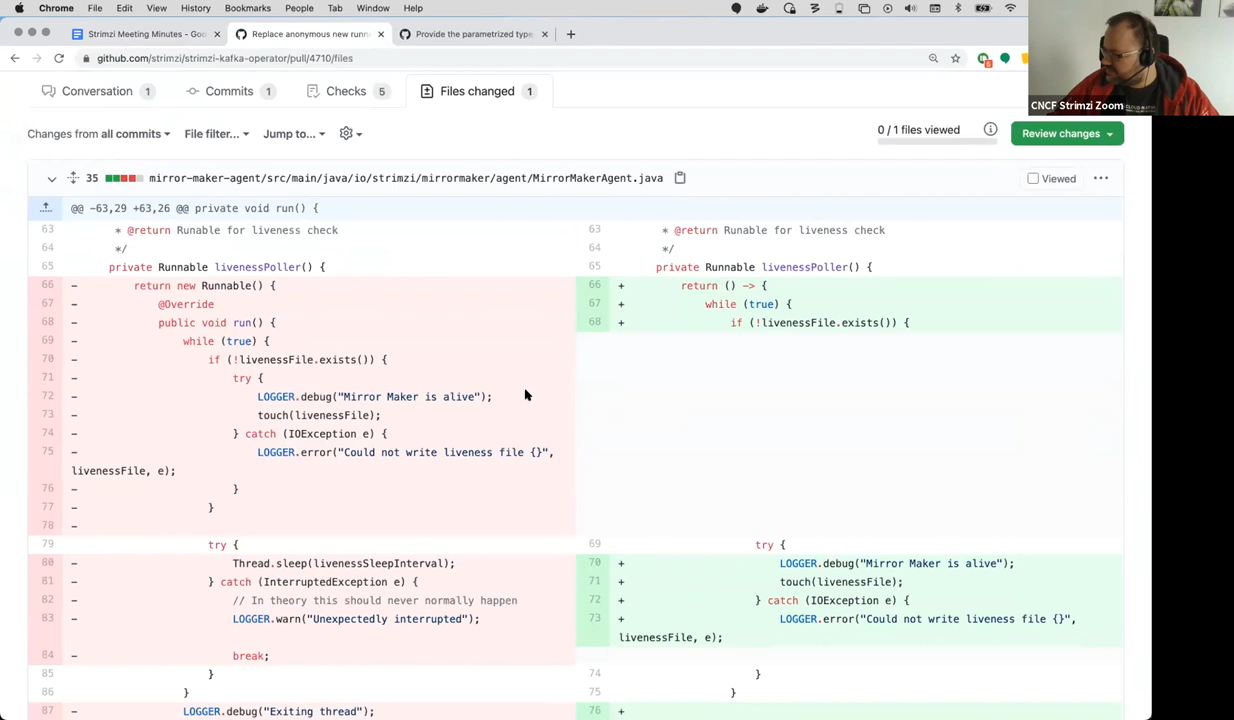 Chrome File Edit View History Bookmarks People Tab Window Help
Strimzi Meeting Minutes - Goo × Replace anonymous new runn × Provide the parametrized type × +
github.com/strimzi/strimzi-kafka-operator/pull/4710/files
CNCF Strimzi Zoom
Conversation 1 Commits 1 Checks 5 Files changed 1
Changes from all commits File filter... Jump to... 0 / 1 files viewed Review changes
35 mirror-maker-agent/src/main/java/io/strimzi/mirrormaker/agent/MirrorMakerAgent.java Viewed ...
@@ -63,29 +63,26 @@ private void run() {
63 * @return Runable for liveness check 63 * @return Runable for liveness check
64 */ 64 */
65 private Runnable livenessPoller() { 65 private Runnable livenessPoller() {
66 - return new Runnable() { 66 + return () -> {
67 - @Override 67 + while (true) {
68 - public void run() { 68 + if (!livenessFile.exists()) {
69 - while (true) {
70 - if (!livenessFile.exists()) {
71 - try {
72 - LOGGER.debug("Mirror Maker is alive");
73 - touch(livenessFile);
74 - } catch (IOException e) {
75 - LOGGER.error("Could not write liveness file {}",
livenessFile, e);
76 - }
77 - }
78 -
79 try { 69 try {
80 - Thread.sleep(livenessSleepInterval); 70 + LOGGER.debug("Mirror Maker is alive");
81 - } catch (InterruptedException e) { 71 + touch(livenessFile);
82 - // In theory this should never normally happen 72 + } catch (IOException e) {
83 - LOGGER.warn("Unexpectedly interrupted"); 73 + LOGGER.error("Could not write liveness file {}",
livenessFile, e);
84 - break;
85 } 74 }
86 } 75 }
87 - LOGGER.debug("Exiting thread"); 76 +